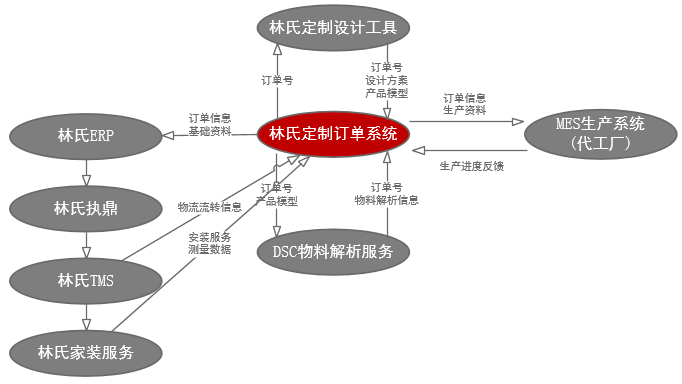 林氏定制设计工具
订单号
订单号
设计方案
产品模型
订单信息
基础资料
林氏定制订单系统
订单信息
生产资料
MES生产系统
(代工厂)
生产进度反馈
林氏ERP
林氏执鼎
物流流转信息
订单号
产品模型
订单号
物料解析信息
安装服务
测量数据
DSC物料解析服务
林氏TMS
林氏家装服务